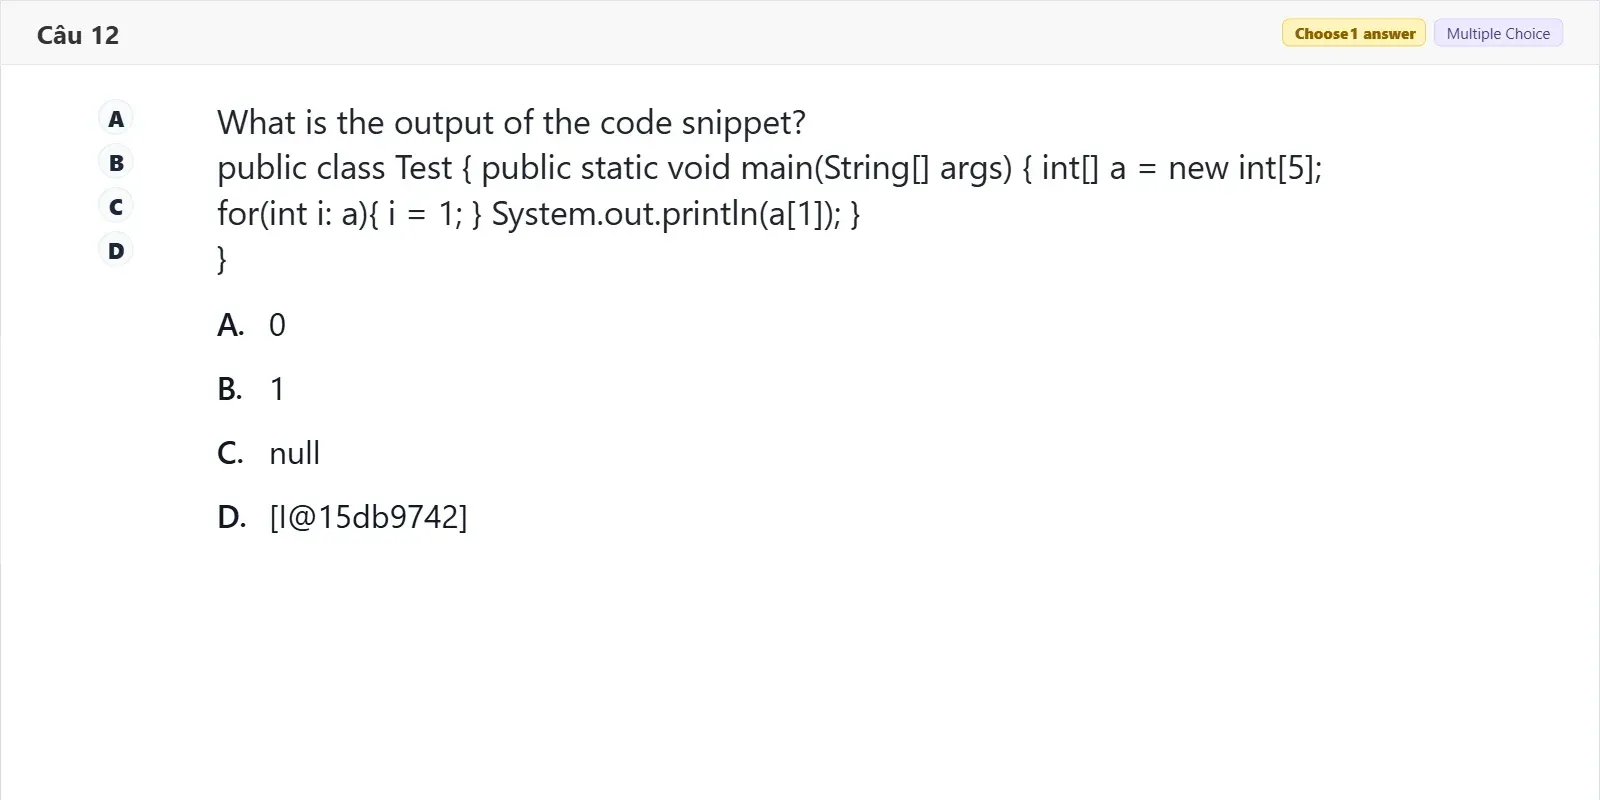 Câu 12
Choose1 answer
Multiple Choice
A
B
C
D
What is the output of the code snippet?
public class Test { public static void main(String[] args) { int[] a = new int[5];
for(int i: a){ i = 1; } System.out.println(a[1]); }
}
A. 0
B. 1
C. null
D. [I@15db9742]